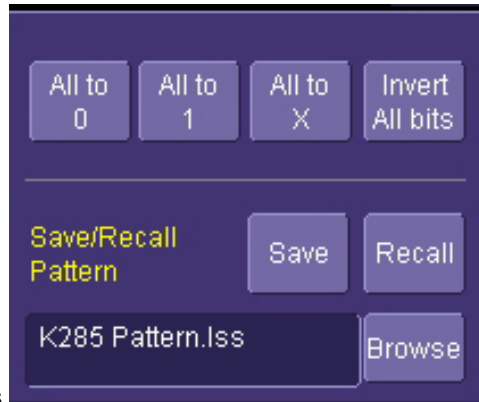 All to 0
All to 1
All to X
Invert All bits
Save/Recall Pattern
Save
Recall
K285 Pattern.lss
Browse